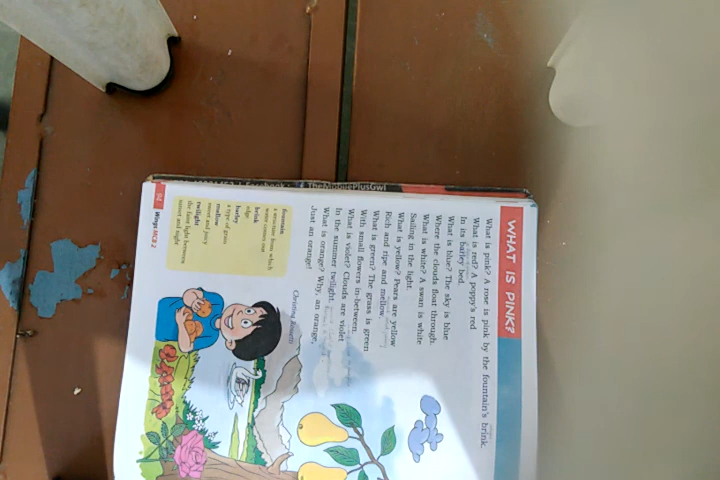 WHAT IS PINK?
What is pink? A rose is pink by the fountain's brink.
What is red? A poppy's red
In its barley bed.
What is blue? The sky is blue
Where the clouds float through.
What is white? A swan is white
Sailing in the light.
What is yellow? Pears are yellow
Rich and ripe and mellow.
What is green? The grass is green
With small flowers in-between.
What is violet? Clouds are violet
In the summer twilight.
What is orange? Why, an orange,
Just an orange!
Christina Rossetti
fountain
a structure from which
water comes out
brink
edge
barley
a type of grain
mellow
sweet and juicy
twilight
the faint light between
sunset and night
94 Wings MCB 2
TheMobilePlusGwl